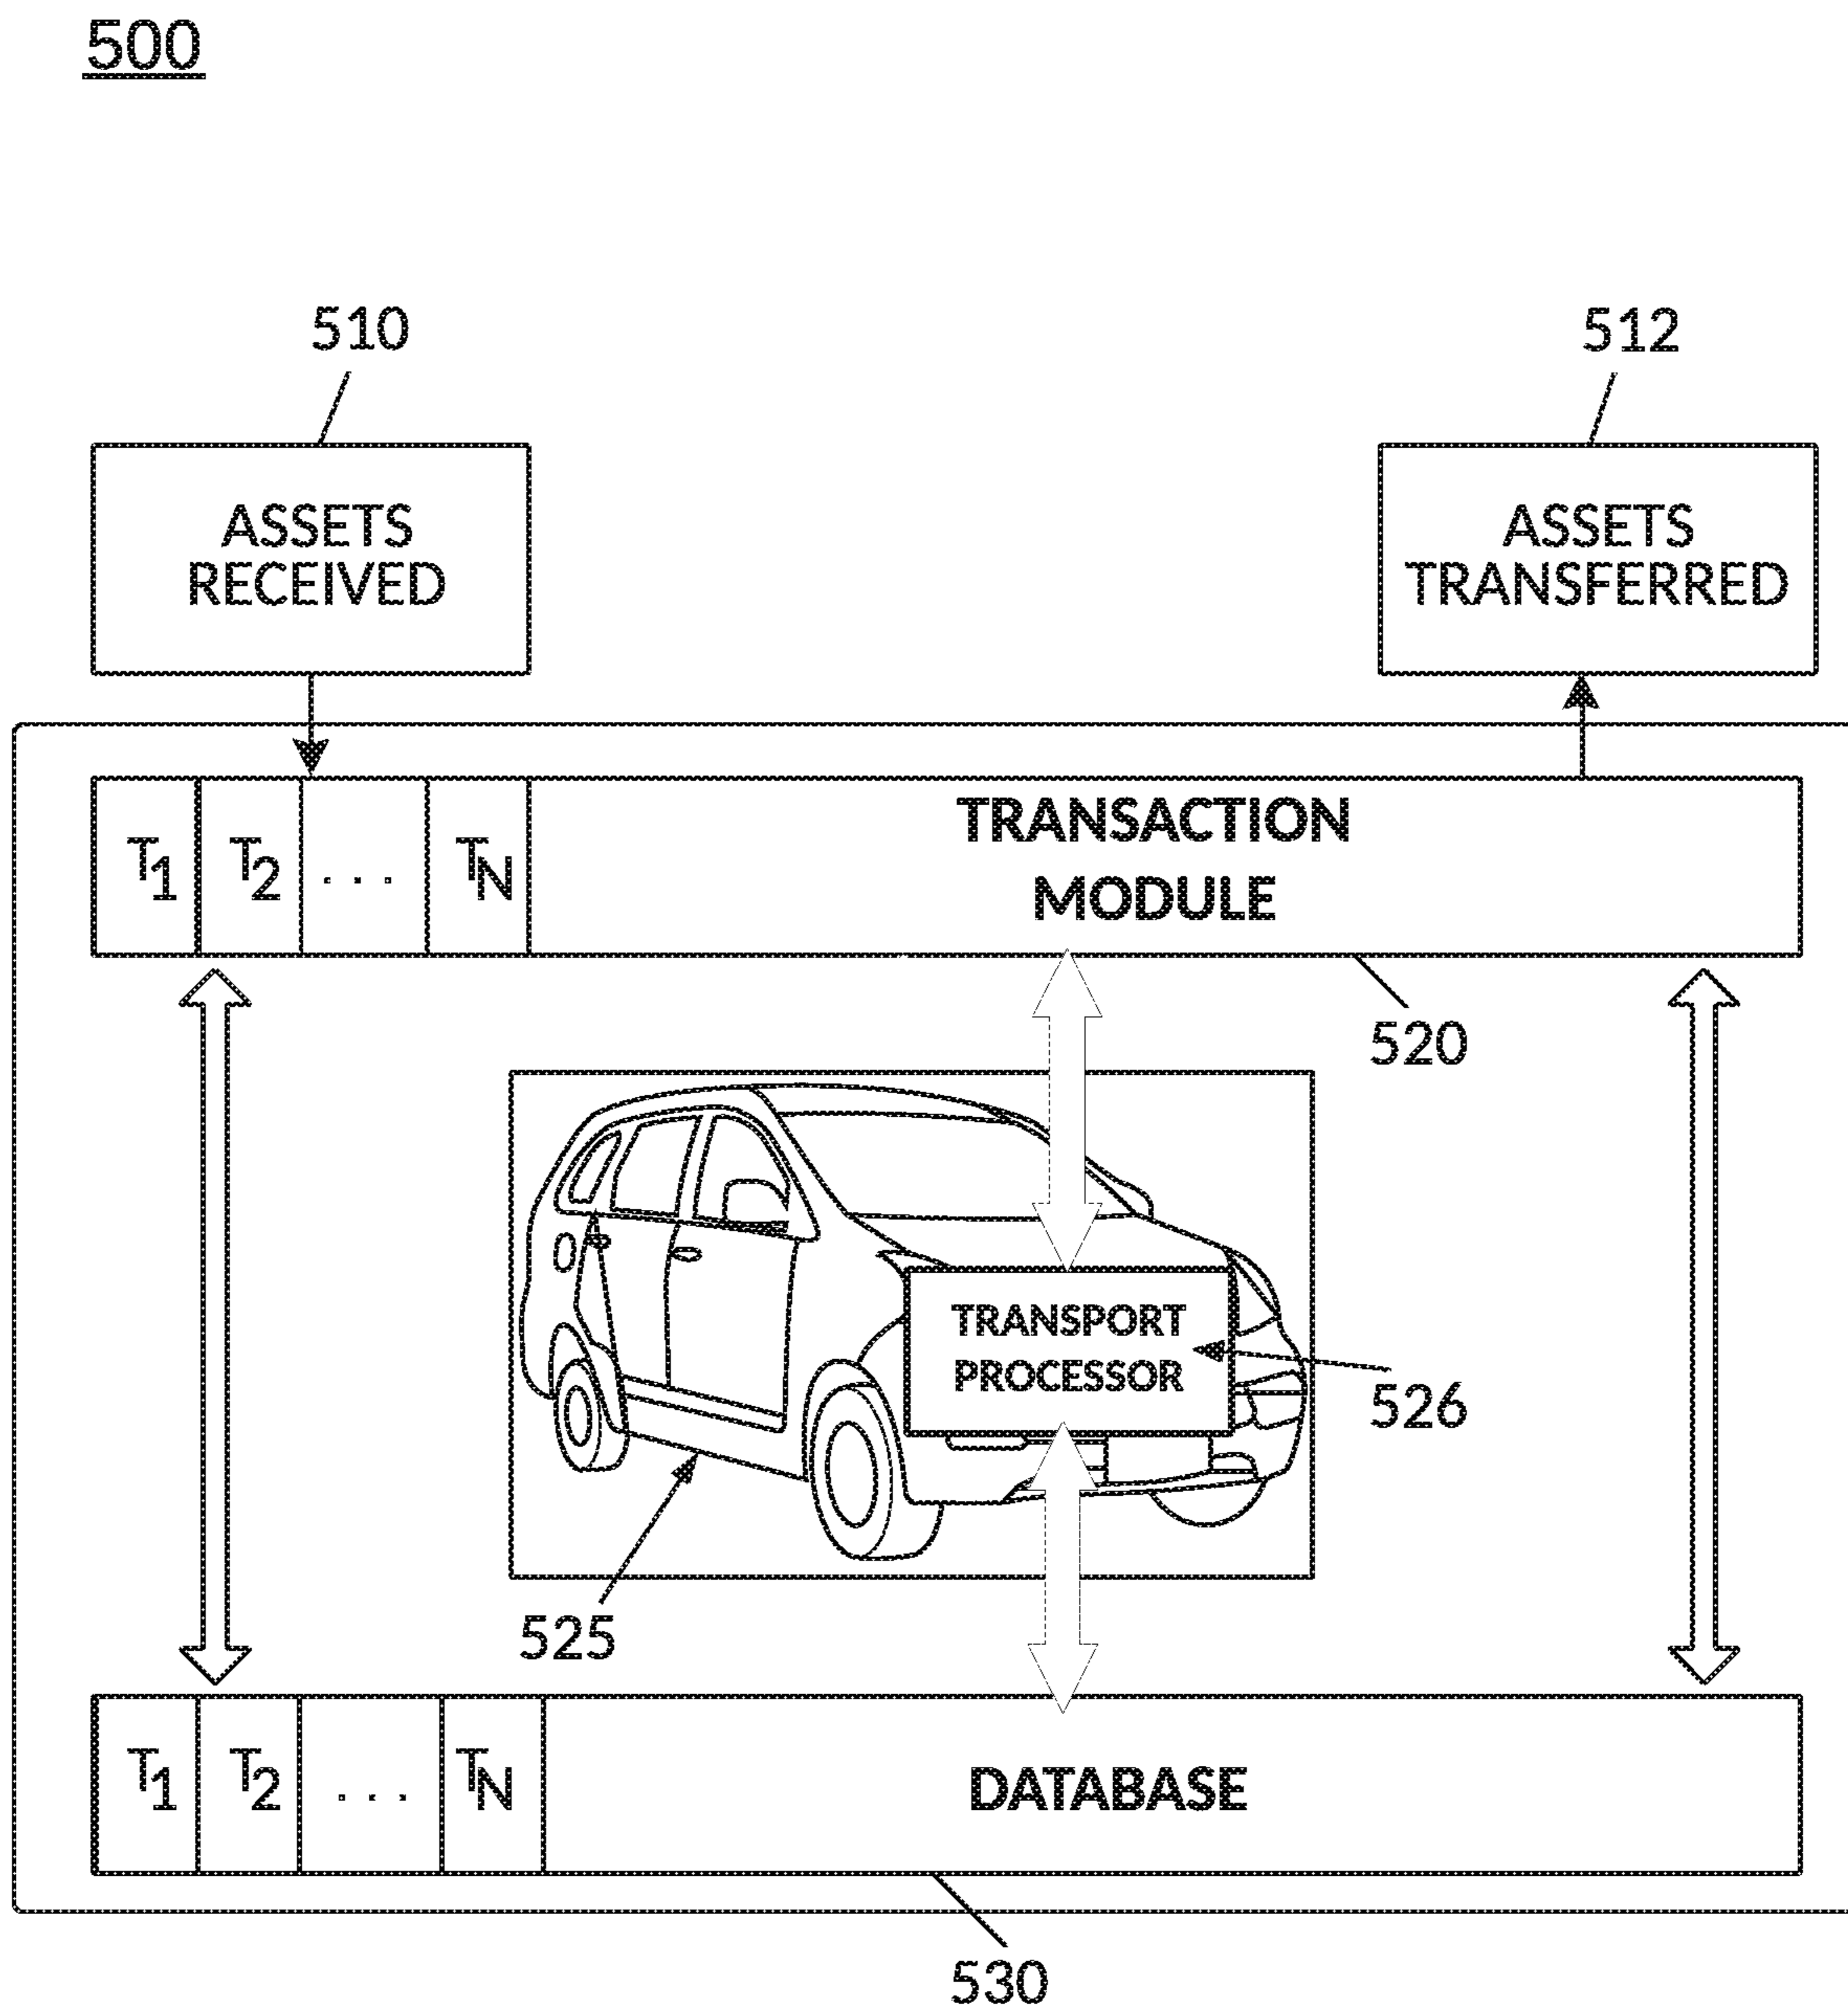 500
510
512
ASSETS
RECEIVED
ASSETS
TRANSFERRED
T1 T2 ... TN
TRANSACTION
MODULE
520
TRANSPORT
PROCESSOR
526
525
T1 T2 ... TN
DATABASE
530